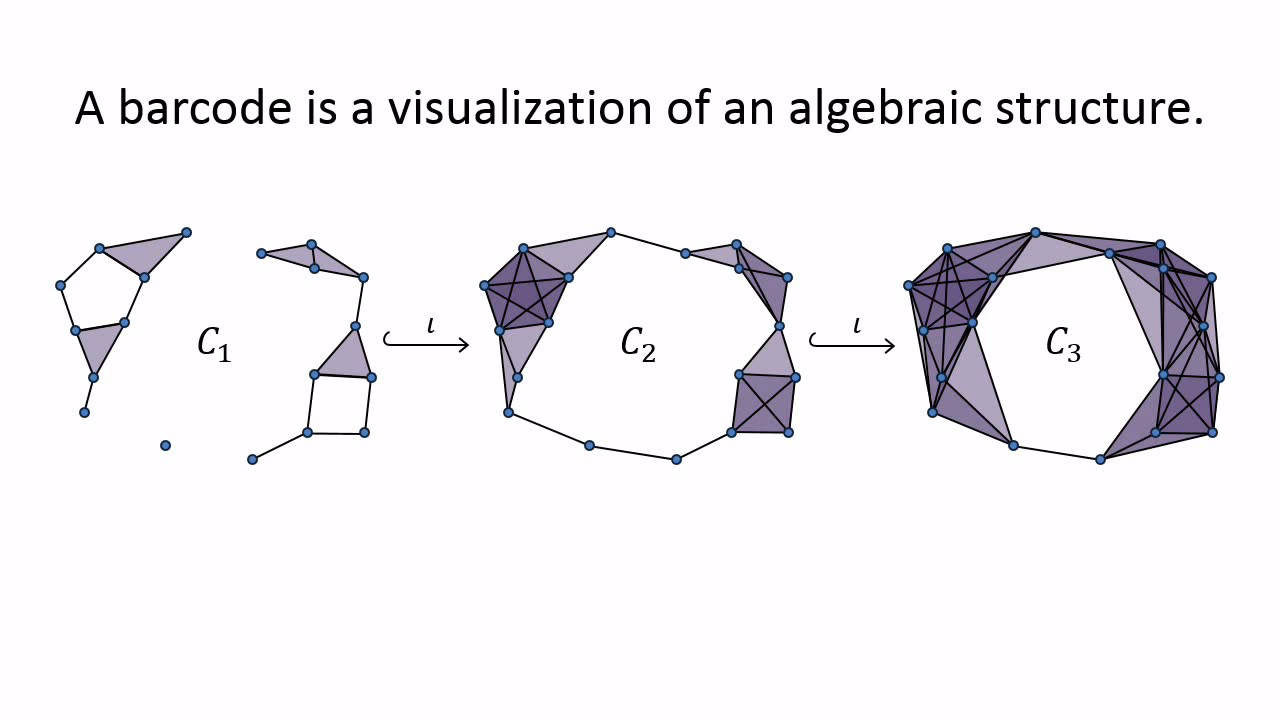 A barcode is a visualization of an algebraic structure.
C₁ ι C₂ ι C₃